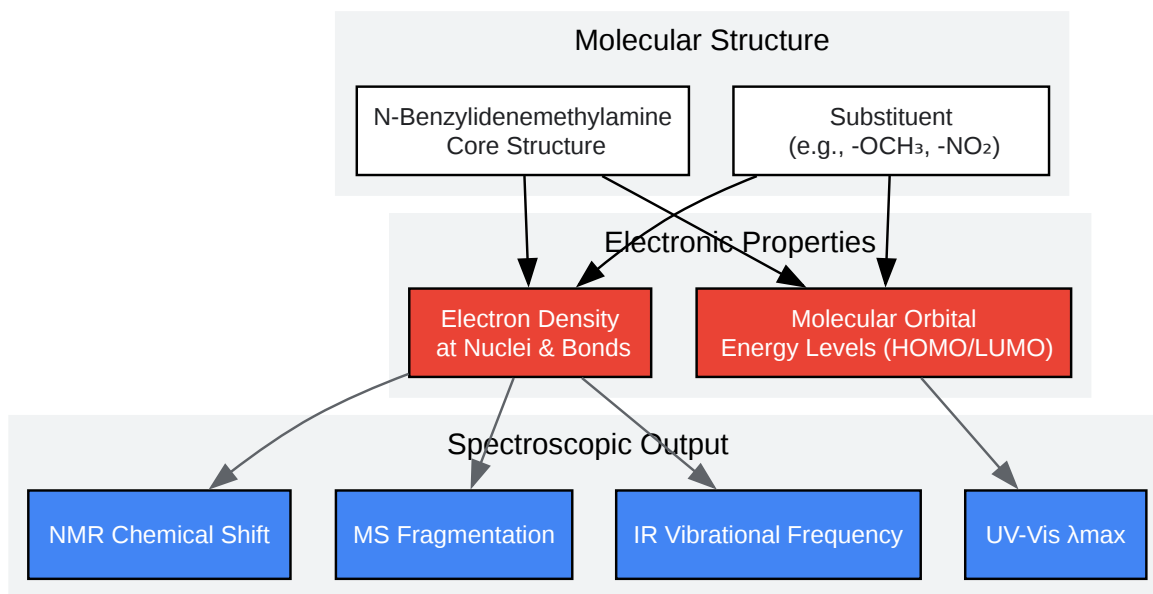 Molecular Structure
N-Benzylidenemethylamine
Core Structure
Substituent
(e.g., -OCH₃, -NO₂)
Electronic Properties
Electron Density
at Nuclei & Bonds
Molecular Orbital
Energy Levels (HOMO/LUMO)
Spectroscopic Output
NMR Chemical Shift
MS Fragmentation
IR Vibrational Frequency
UV-Vis λmax